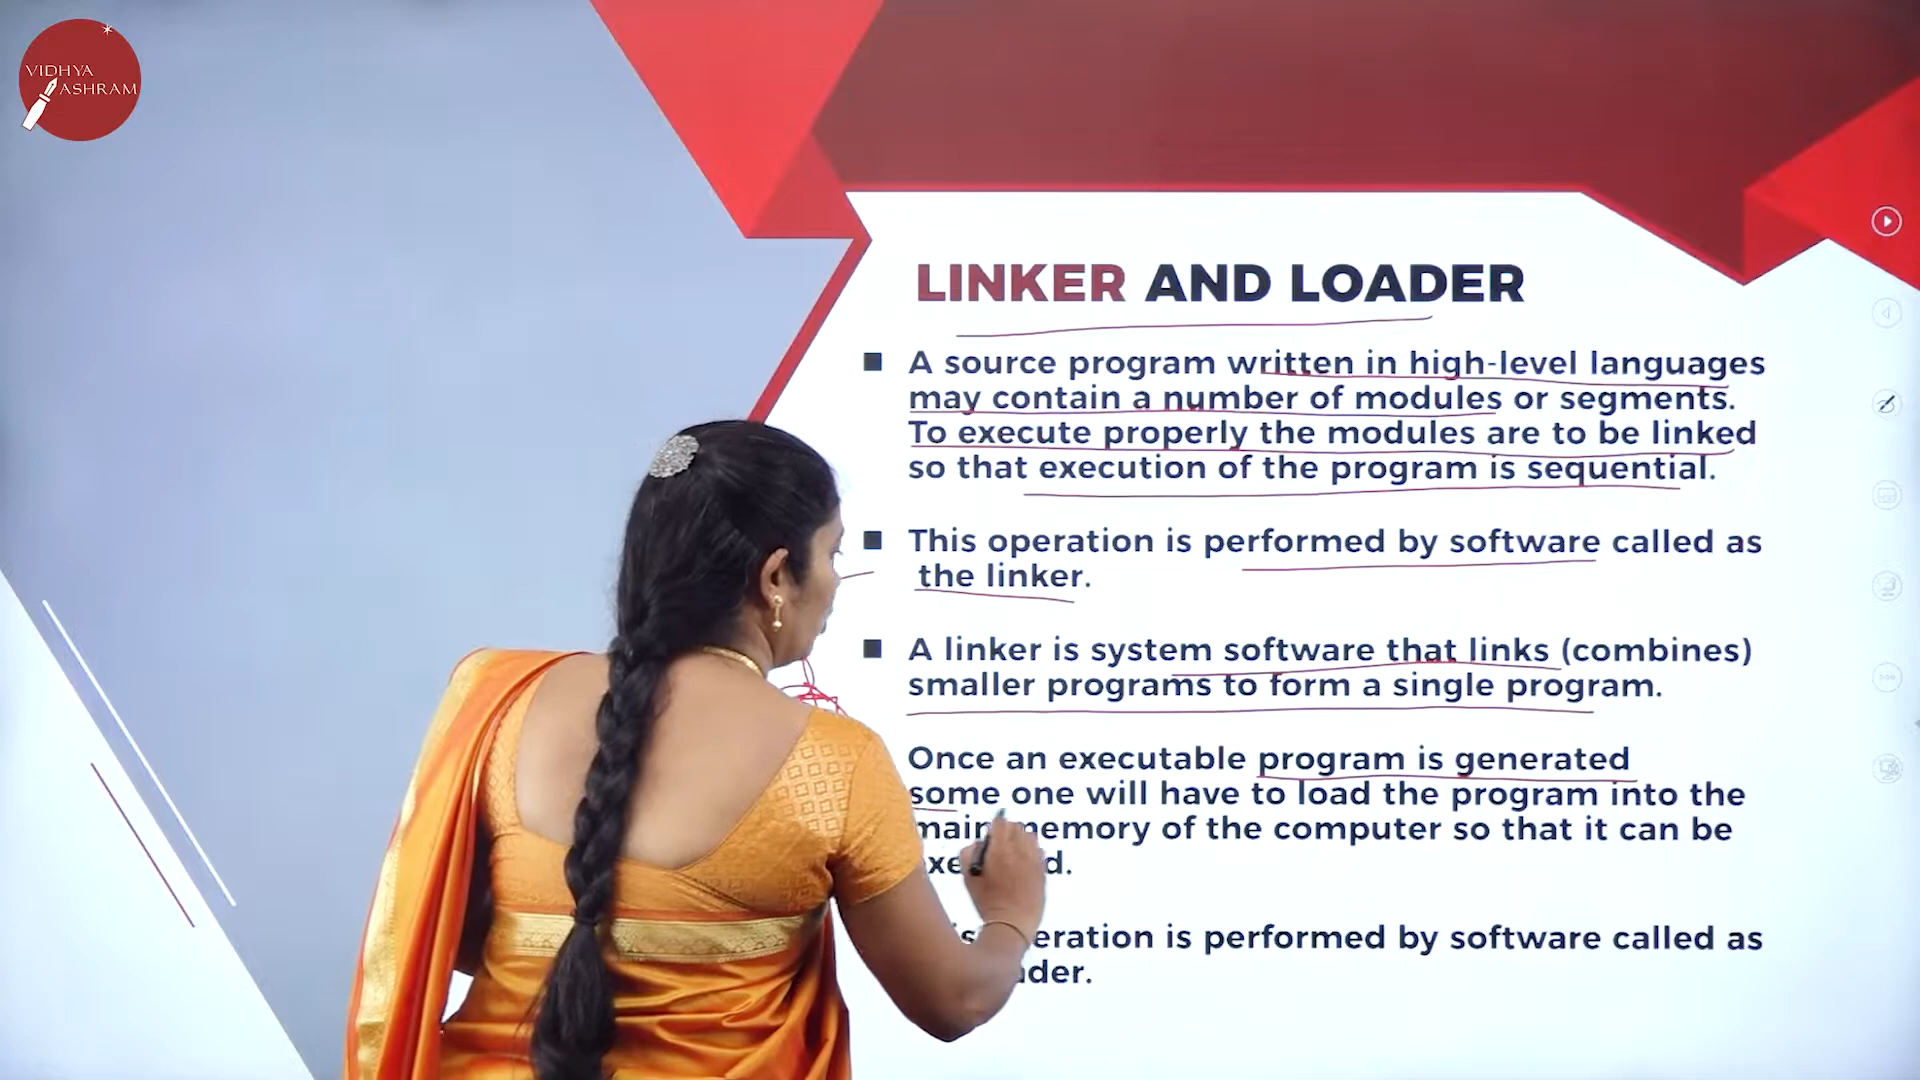 VIDHYA
ASHRAM
LINKER AND LOADER
A source program written in high-level languages
may contain a number of modules or segments.
To execute properly the modules are to be linked
so that execution of the program is sequential.
This operation is performed by software called as
the linker.
A linker is system software that links (combines)
smaller programs to form a single program.
Once an executable program is generated
some one will have to load the program into the
main memory of the computer so that it can be
is performed by software called as